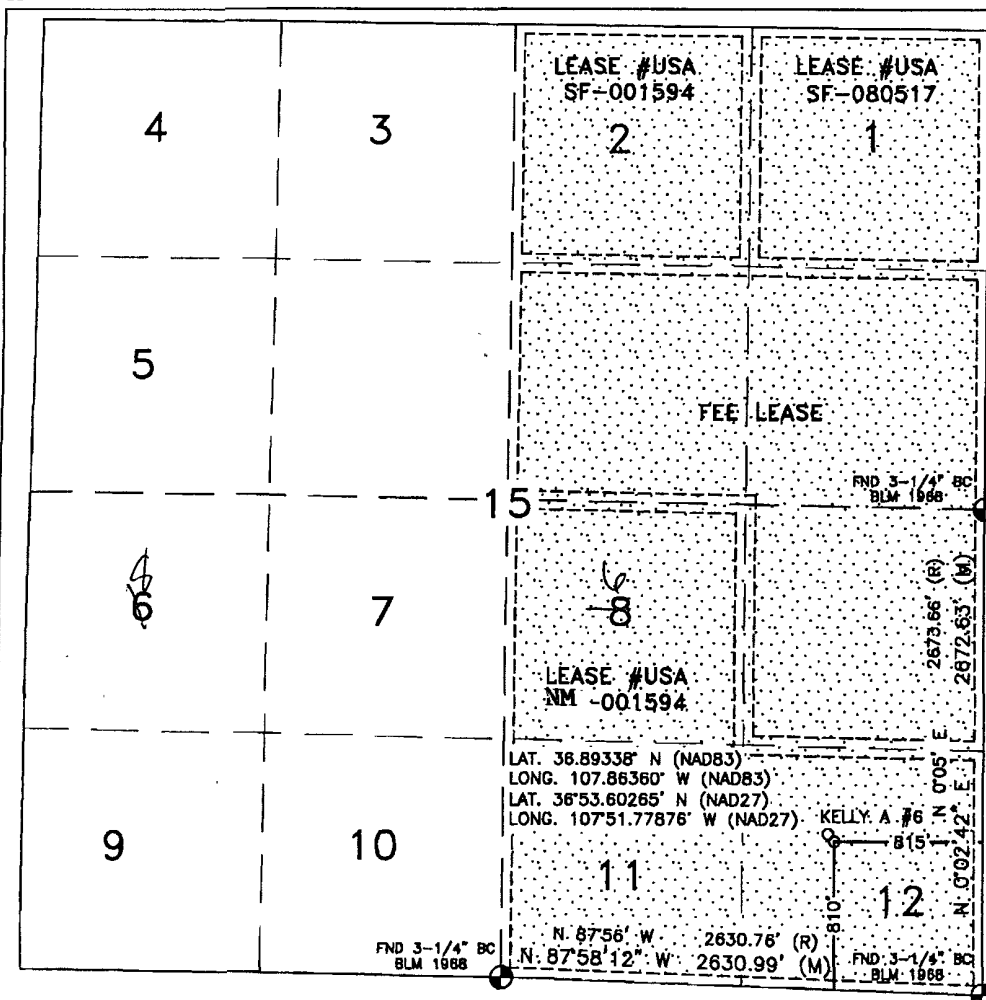 LEASE #USA
SF-001594
2
LEASE #USA
SF-080517
1
4
3
5
FEE LEASE
FND 3-1/4" BC
BLM 1968
15
6
8
7
8
6
LEASE #USA
NM -001594
2673.66' (R)
2672.63' (M)
N 0°05' E
N 0°02'42" E
LAT. 36.89338° N (NAD83)
LONG. 107.86360° W (NAD83)
LAT. 36°53.60265' N (NAD27)
LONG. 107°51.77876' W (NAD27)
KELLY A #6
815'
810'
9
10
11
12
N 87°56' W 2630.76' (R)
N 87°58'12" W 2630.99' (M)
FND 3-1/4" BC
BLM 1968
FND 3-1/4" BC
BLM 1968